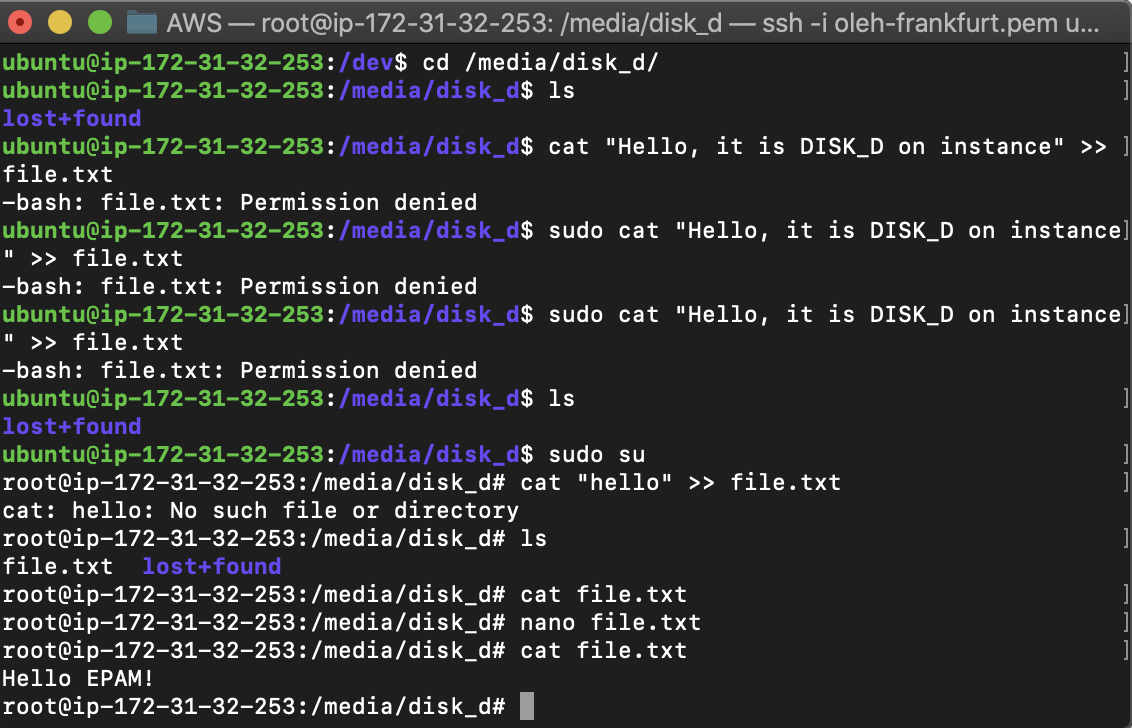 AWS — root@ip-172-31-32-253: /media/disk_d — ssh -i oleh-frankfurt.pem u...
ubuntu@ip-172-31-32-253:/dev$ cd /media/disk_d/
ubuntu@ip-172-31-32-253:/media/disk_d$ ls
lost+found
ubuntu@ip-172-31-32-253:/media/disk_d$ cat "Hello, it is DISK_D on instance" >>
file.txt
-bash: file.txt: Permission denied
ubuntu@ip-172-31-32-253:/media/disk_d$ sudo cat "Hello, it is DISK_D on instance
" >> file.txt
-bash: file.txt: Permission denied
ubuntu@ip-172-31-32-253:/media/disk_d$ sudo cat "Hello, it is DISK_D on instance
" >> file.txt
-bash: file.txt: Permission denied
ubuntu@ip-172-31-32-253:/media/disk_d$ ls
lost+found
ubuntu@ip-172-31-32-253:/media/disk_d$ sudo su
root@ip-172-31-32-253:/media/disk_d# cat "hello" >> file.txt
cat: hello: No such file or directory
root@ip-172-31-32-253:/media/disk_d# ls
file.txt  lost+found
root@ip-172-31-32-253:/media/disk_d# cat file.txt
root@ip-172-31-32-253:/media/disk_d# nano file.txt
root@ip-172-31-32-253:/media/disk_d# cat file.txt
Hello EPAM!
root@ip-172-31-32-253:/media/disk_d#